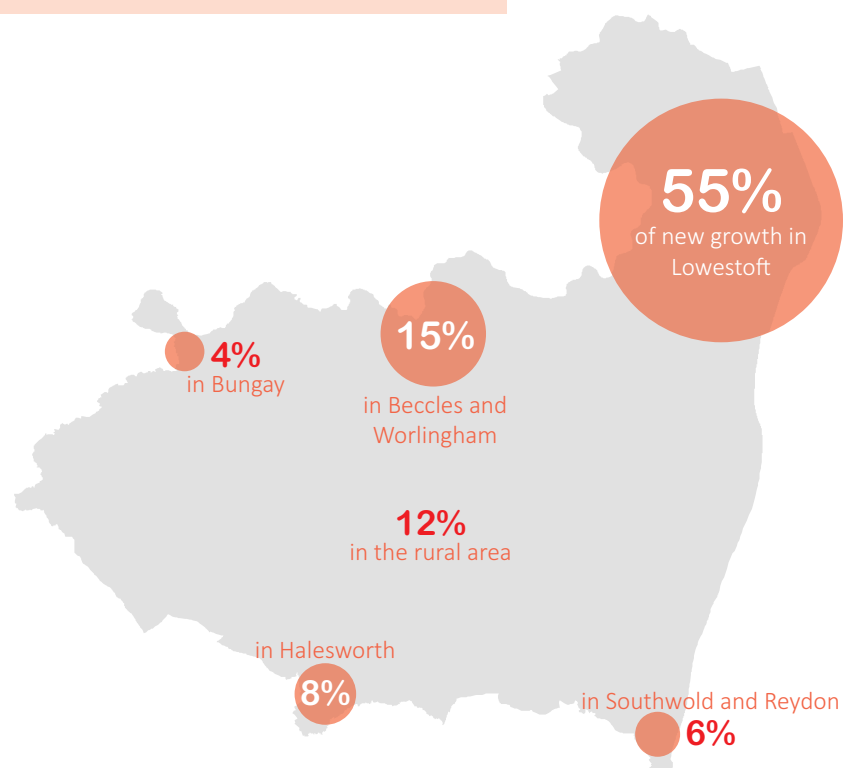 55%
of new growth in
Lowestoft
15%
in Beccles and
Worlingham
4%
in Bungay
12%
in the rural area
in Halesworth
8%
in Southwold and Reydon
6%